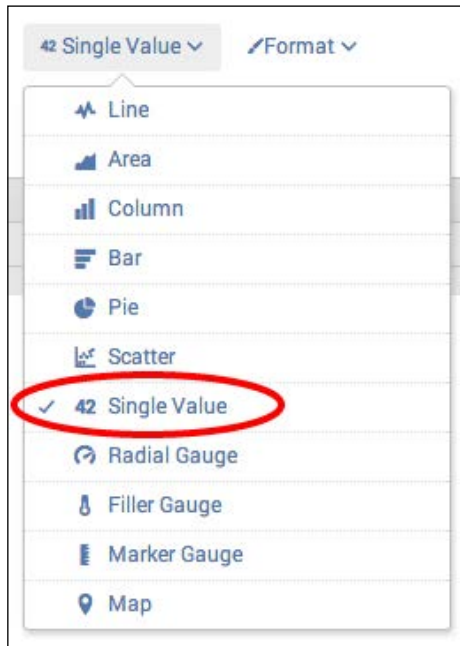 42 Single Value Format
Line
Area
Column
Bar
Pie
Scatter
42 Single Value
Radial Gauge
Filler Gauge
Marker Gauge
Map